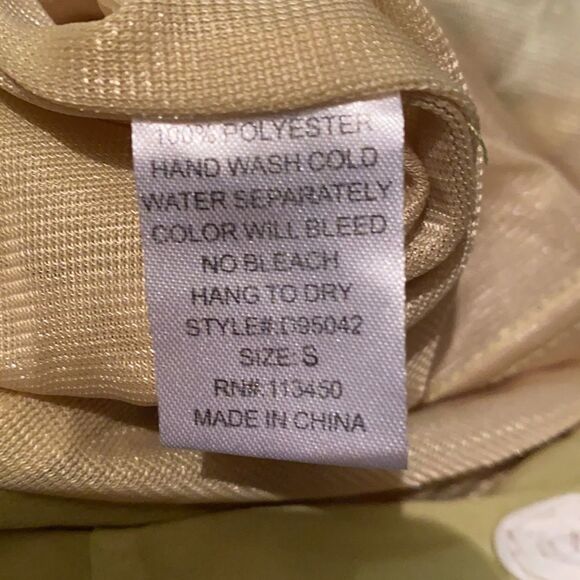 100% POLYESTER
HAND WASH COLD
WATER SEPARATELY
COLOR WILL BLEED
NO BLEACH
HANG TO DRY
STYLE#:D95042
SIZE: S
RN#:113450
MADE IN CHINA